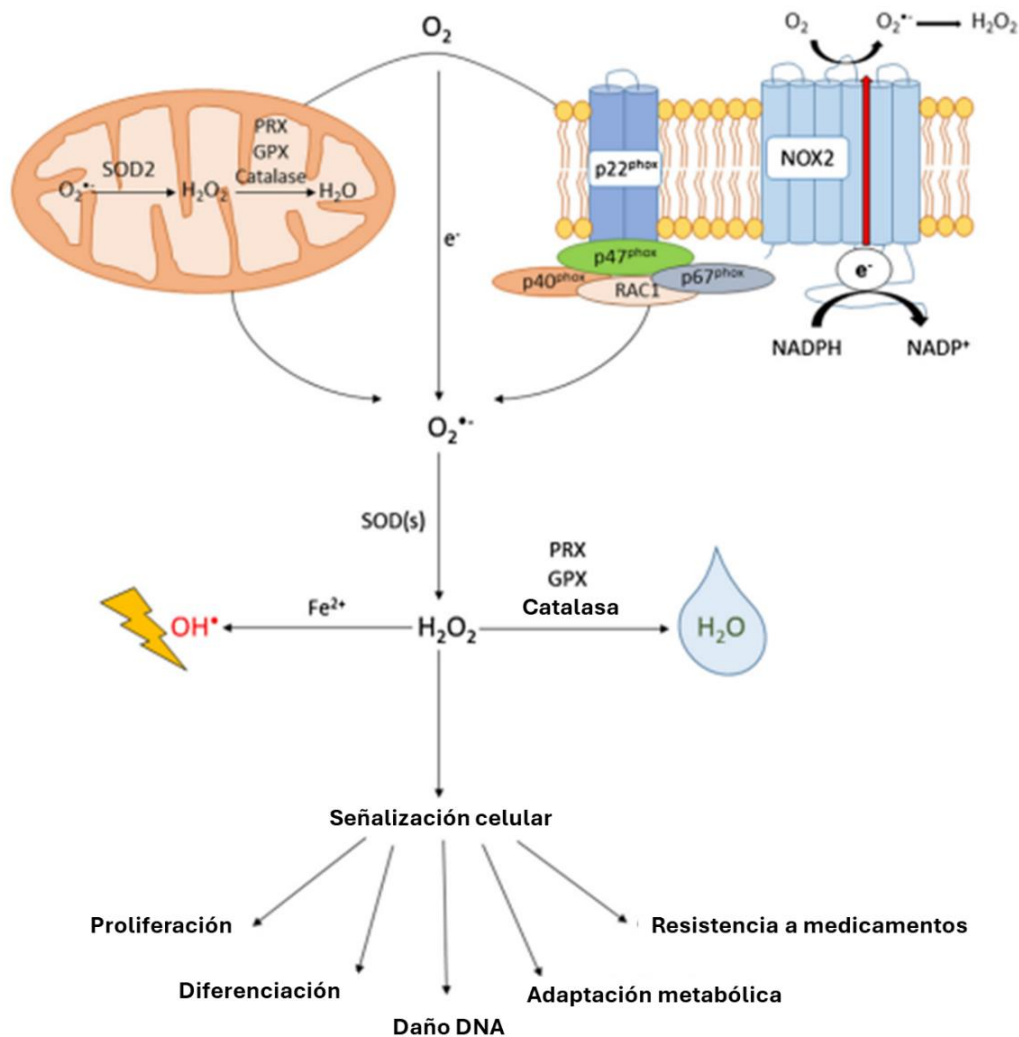 O₂
O₂ O₂•- H₂O₂
PRX
GPX
Catalase
SOD2
O₂•- H₂O₂ H₂O
p22phox
NOX2
e-
p47phox
p40phox
p67phox
RAC1
e-
NADPH NADP+
O₂•-
SOD(s)
PRX
GPX
Catalasa
Fe²⁺
OH• H₂O₂ H₂O
Señalización celular
Proliferación
Resistencia a medicamentos
Diferenciación
Adaptación metabólica
Daño DNA